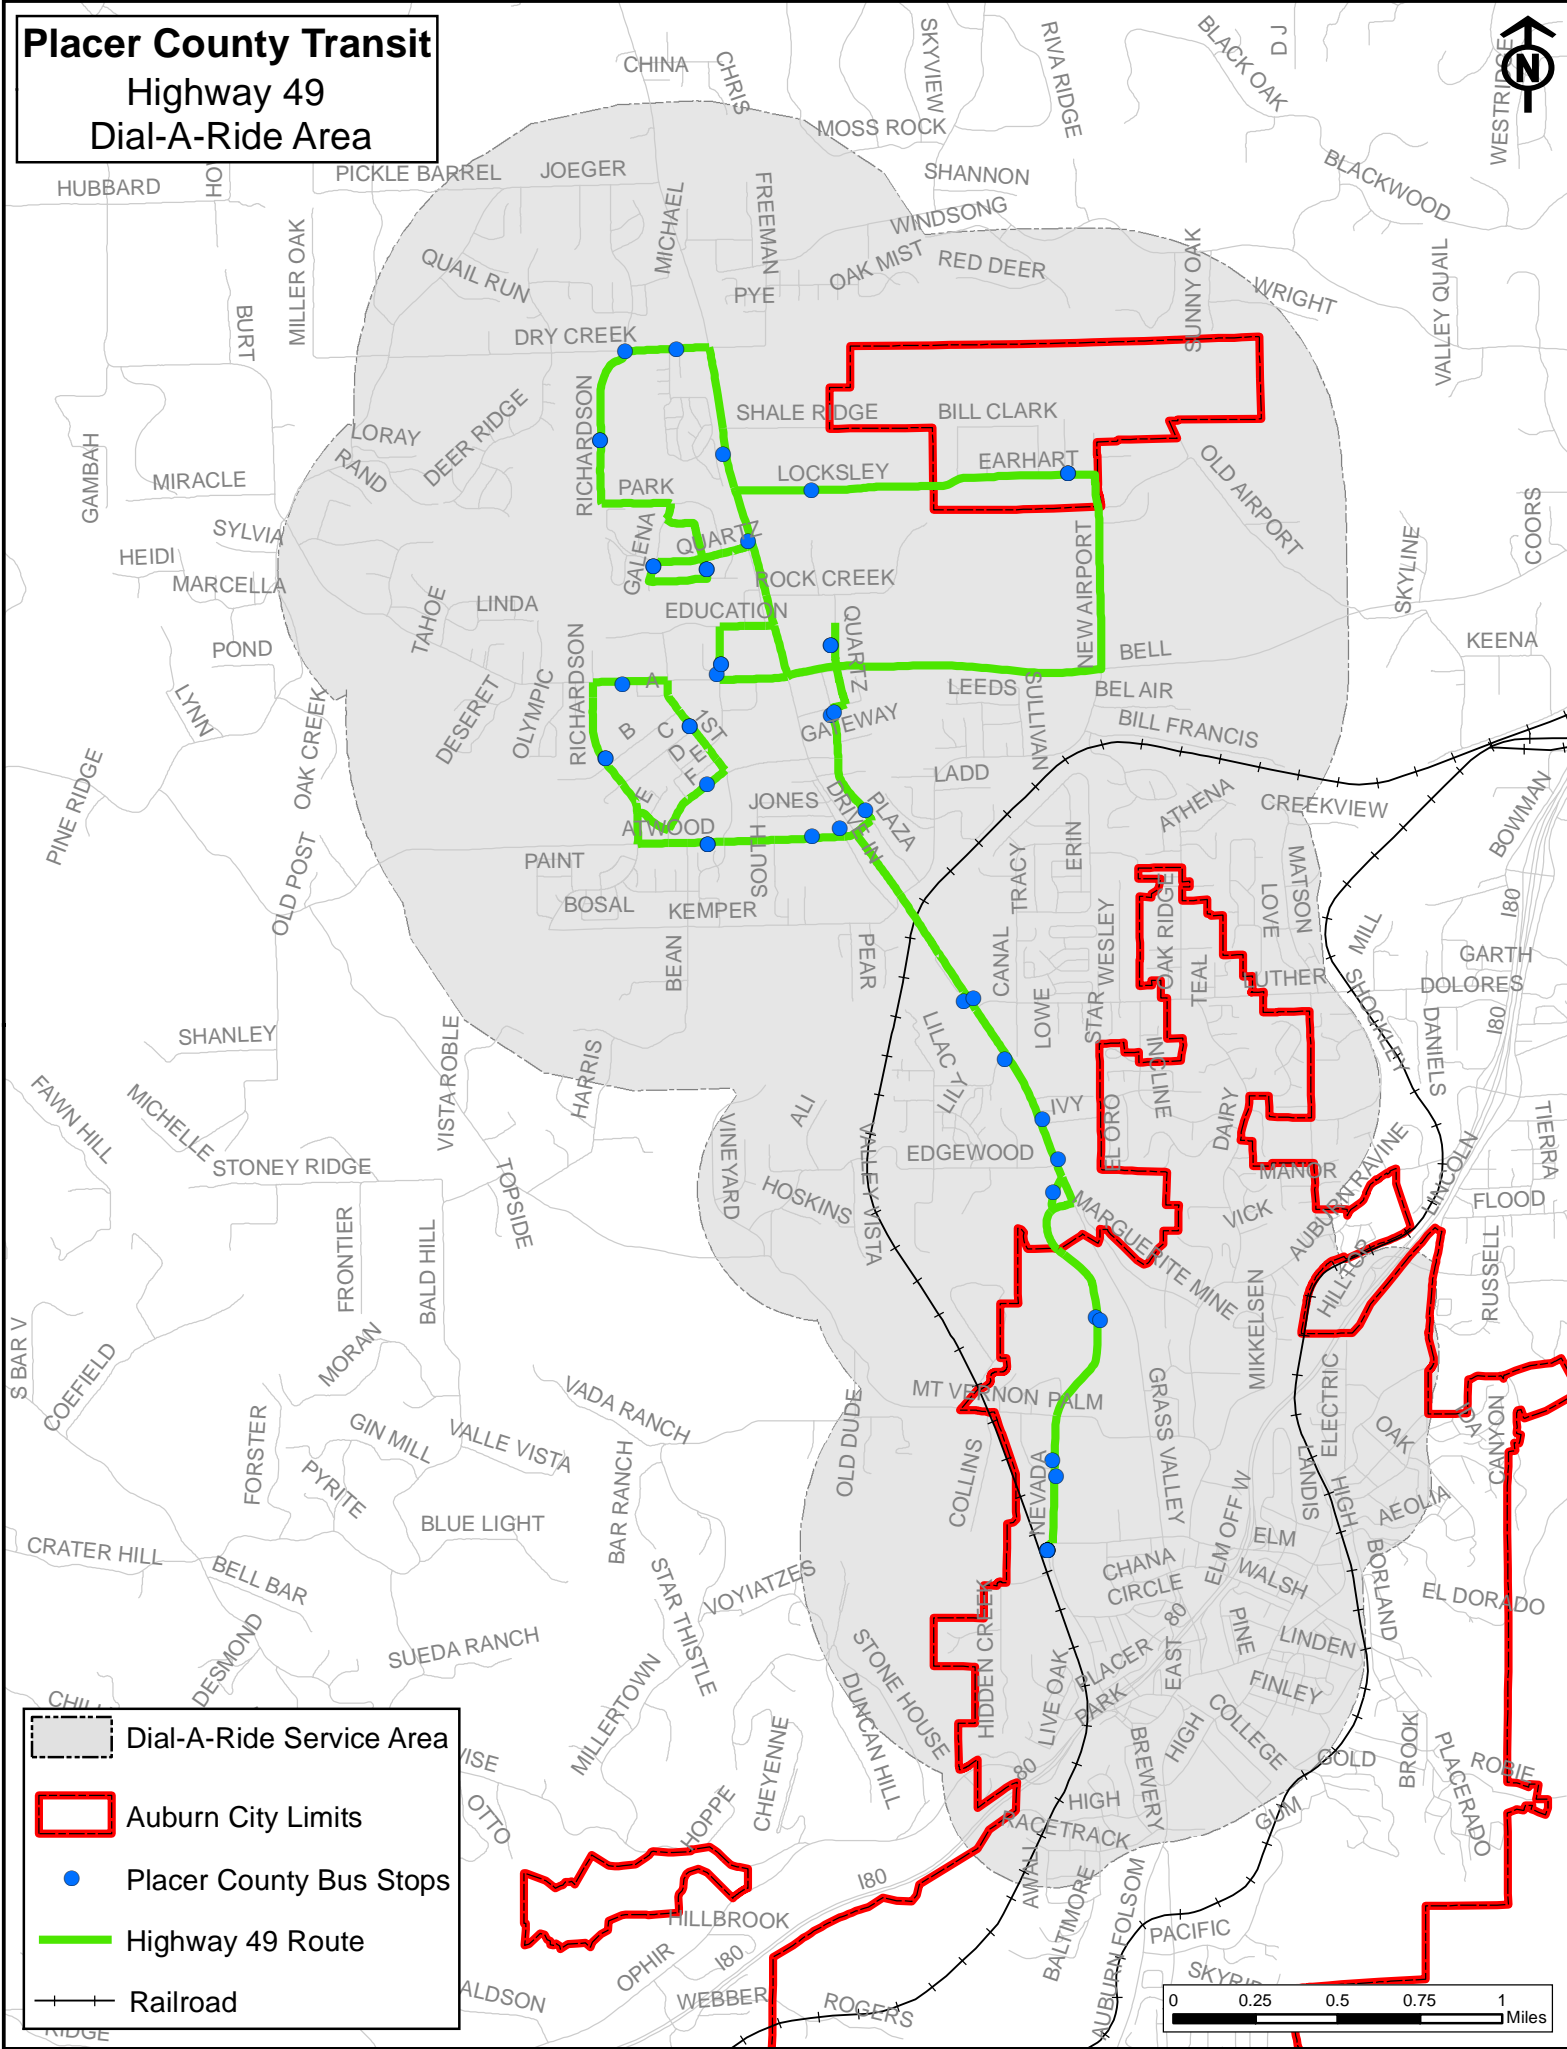 Placer County Transit
Highway 49
Dial-A-Ride Area
N
CHINA
CHRIS
SKYVIEW
RIVA RIDGE
BLACK OAK
D J
WESTRIDGE
MOSS ROCK
HUBBARD
PICKLE BARREL
JOEGER
SHANNON
BLACKWOOD
MICHAEL
FREEMAN
WINDSONG
MILLER OAK
QUAIL RUN
OAK MIST
RED DEER
SUNNY OAK
WRIGHT
VALLEY QUAIL
PYE
BURT
DRY CREEK
RICHARDSON
SHALE RIDGE
BILL CLARK
LORAY
DEER RIDGE
RAND
GAMBAH
MIRACLE
PARK
LOCKSLEY
EARHART
OLD AIRPORT
SYLVIA
HEIDI
MARCELLA
GALENA
QUARTZ
ROCK CREEK
COORS
SKYLINE
TAHOE
LINDA
EDUCATION
QUARTZ
NEW AIRPORT
BELL
KEENA
POND
LYNN
DESERET
OLYMPIC
RICHARDSON
A
B
C
D
E
F
1ST
E
LEEDS
SULLIVAN
BEL AIR
BILL FRANCIS
GATEWAY
OAK CREEK
PINE RIDGE
LADD
JONES
DRIVE IN
PLAZA
ATHENA
CREEKVIEW
BOWMAN
ATWOOD
PAINT
SOUTH
OLD POST
BOSAL
KEMPER
TRACY
ERIN
MATSON
LOVE
I80
MILL
BEAN
PEAR
CANAL
WESLEY
OAK RIDGE
TEAL
LUTHER
GARTH
DOLORES
SHOCKLEY
DANIELS
I80
SHANLEY
LOWE
STAR
INCLINE
VISTA ROBLE
HARRIS
LILAC
LILY
FAWN HILL
MICHELLE
ALI
IVY
EL ORO
DAIRY
TIERRA
VINEYARD
VALLEY VISTA
EDGEWOOD
STONEY RIDGE
TOPSIDE
HOSKINS
MANOR
AUBURN RAVINE
LINCOLN
FLOOD
VICK
MARGUERITE MINE
FRONTIER
BALD HILL
HILLTOP
RUSSELL
MIKKELSEN
S BAR V
COEFIELD
MORAN
VADA RANCH
OLD DUDE
MT VERNON
PALM
GRASS VALLEY
ELECTRIC
CANYON
OAK
FORSTER
GIN MILL
VALLE VISTA
PYRITE
BAR RANCH
COLLINS
NEVADA
LANDIS
HIGH
AEOLIA
ELM OFF W
BLUE LIGHT
CRATER HILL
BELL BAR
STAR THISTLE
VOYIATZES
CHANA
CIRCLE
ELM
WALSH
BORLAND
EL DORADO
HIDDEN CREEK
80
PINE
LINDEN
DESMOND
SUEDA RANCH
STONE HOUSE
DUNCAN HILL
LIVE OAK
PLACER
PARK
EAST
FINLEY
MILLERTOWN
CHEYENNE
BREWERY
HIGH
COLLEGE
GOLD
BROOK
PLACERADO
ROBIE
80
OTTO
HOPPE
HIGH
RACETRACK
GUM
I80
AWALI
BALTIMORE
AUBURN FOLSOM
HILLBROOK
PACIFIC
OPHIR
I80
WEBBER
ROGERS
Dial-A-Ride Service Area
Auburn City Limits
Placer County Bus Stops
Highway 49 Route
Railroad
0 0.25 0.5 0.75 1
Miles